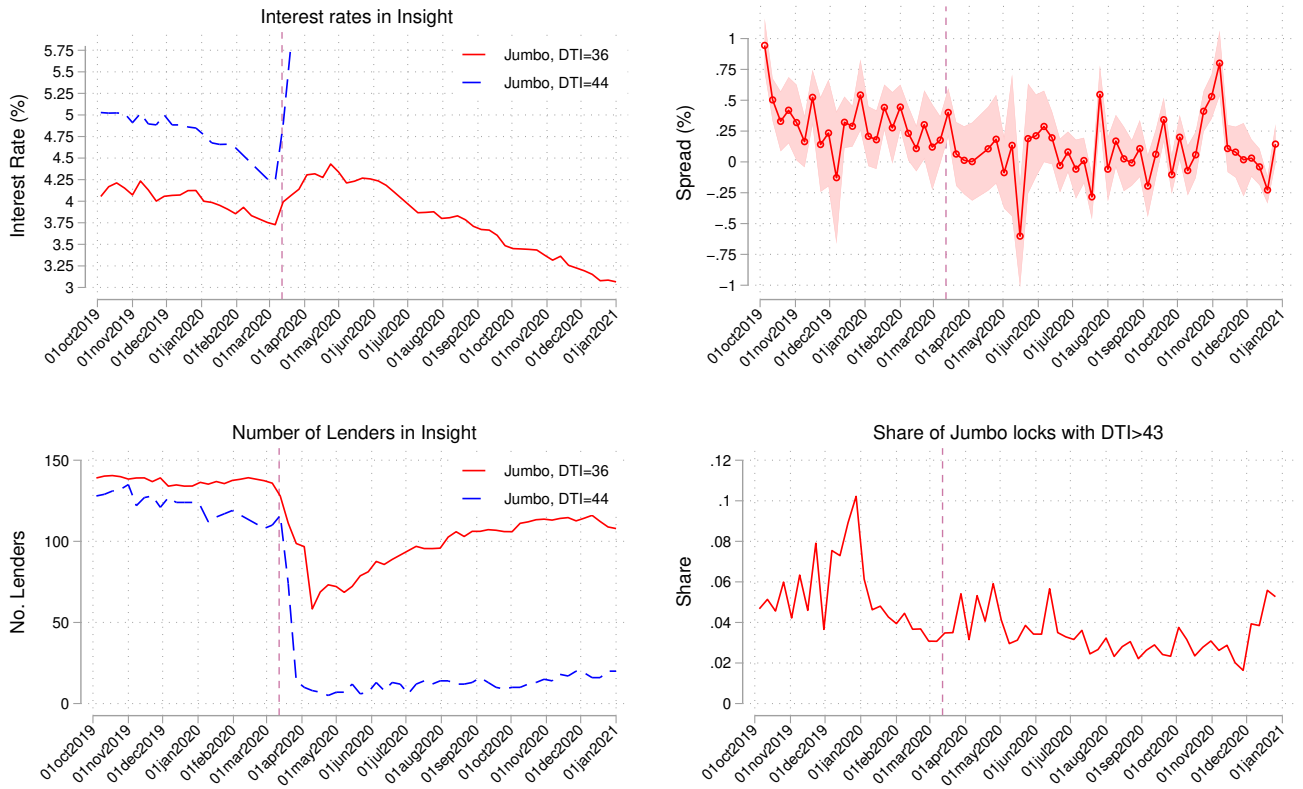 Interest rates in Insight
Interest Rate (%)
5.75
5.5
5.25
5
4.75
4.5
4.25
4
3.75
3.5
3.25
3
Jumbo, DTI=36
Jumbo, DTI=44
01oct2019
01nov2019
01dec2019
01jan2020
01feb2020
01mar2020
01apr2020
01may2020
01jun2020
01jul2020
01aug2020
01sep2020
01oct2020
01nov2020
01dec2020
01jan2021
Spread (%)
1
.75
.5
.25
0
-.25
-.5
-.75
-1
01oct2019
01nov2019
01dec2019
01jan2020
01feb2020
01mar2020
01apr2020
01may2020
01jun2020
01jul2020
01aug2020
01sep2020
01oct2020
01nov2020
01dec2020
01jan2021
Number of Lenders in Insight
No. Lenders
150
100
50
0
Jumbo, DTI=36
Jumbo, DTI=44
01oct2019
01nov2019
01dec2019
01jan2020
01feb2020
01mar2020
01apr2020
01may2020
01jun2020
01jul2020
01aug2020
01sep2020
01oct2020
01nov2020
01dec2020
01jan2021
Share of Jumbo locks with DTI>43
Share
.12
.1
.08
.06
.04
.02
0
01oct2019
01nov2019
01dec2019
01jan2020
01feb2020
01mar2020
01apr2020
01may2020
01jun2020
01jul2020
01aug2020
01sep2020
01oct2020
01nov2020
01dec2020
01jan2021